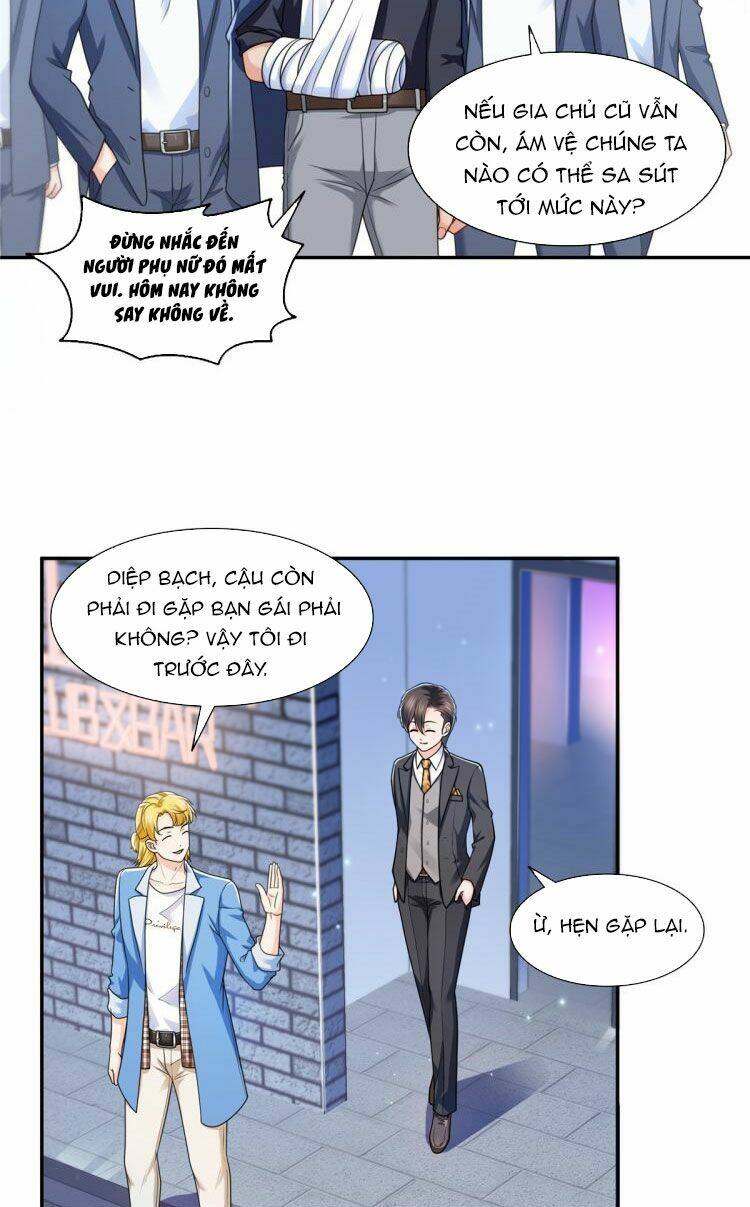 NẾU GIA CHỦ CŨ VẪN
CÒN, ÁM VỆ CHÚNG TA
NÀO CÓ THỂ SA SÚT
TỚI MỨC NÀY?
ĐỪNG NHẮC ĐẾN
NGƯỜI PHỤ NỮ ĐÓ MẤT
VUI. HÔM NAY KHÔNG
SAY KHÔNG VỀ.
DIỆP BẠCH, CẬU CÒN
PHẢI ĐI GẶP BẠN GÁI PHẢI
KHÔNG? VẬY TÔI ĐI
TRƯỚC ĐÂY.
UB&BAR
Ừ, HẸN GẶP LẠI.